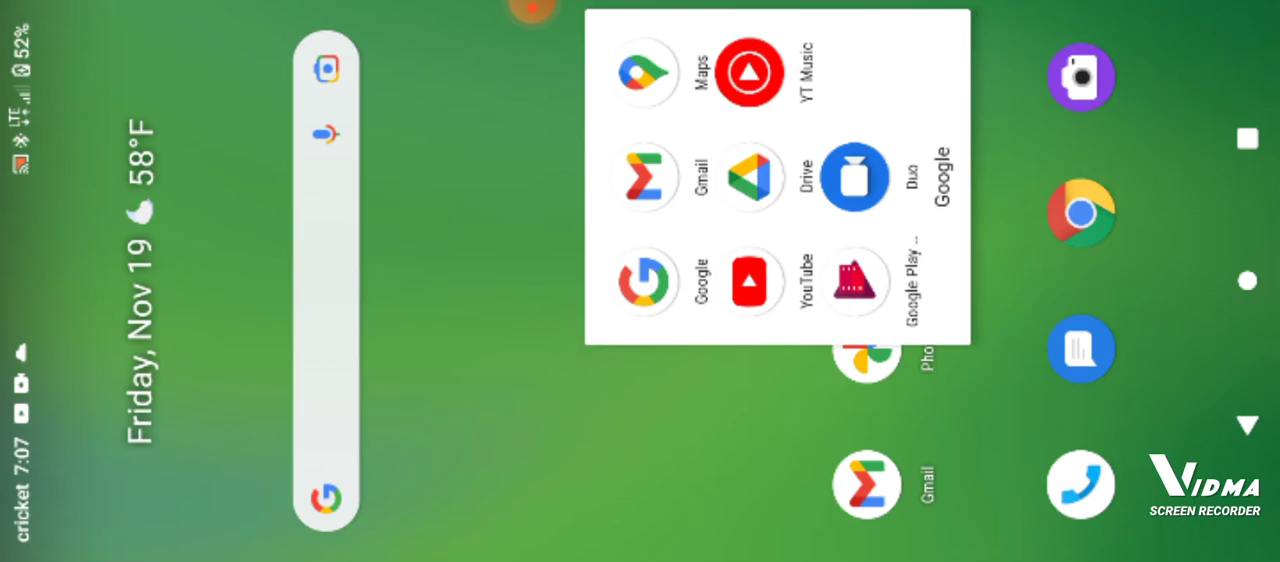 cricket 7:07 LTE 52%
Friday, Nov 19 58°F
Google Gmail Maps
YouTube Drive YT Music
Google Play ... Duo
Google
Gmail Pho
VIDMA
SCREEN RECORDER